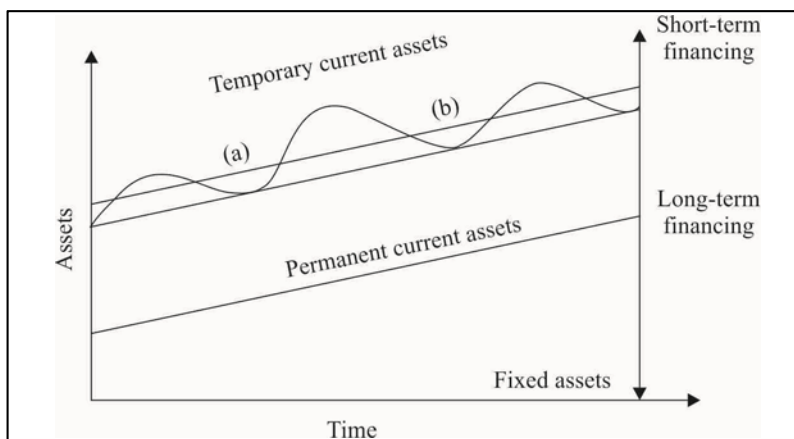 Short-term
financing
Temporary current assets
(b)
(a)
Long-term
financing
Permanent current assets
Assets
Fixed assets
Time